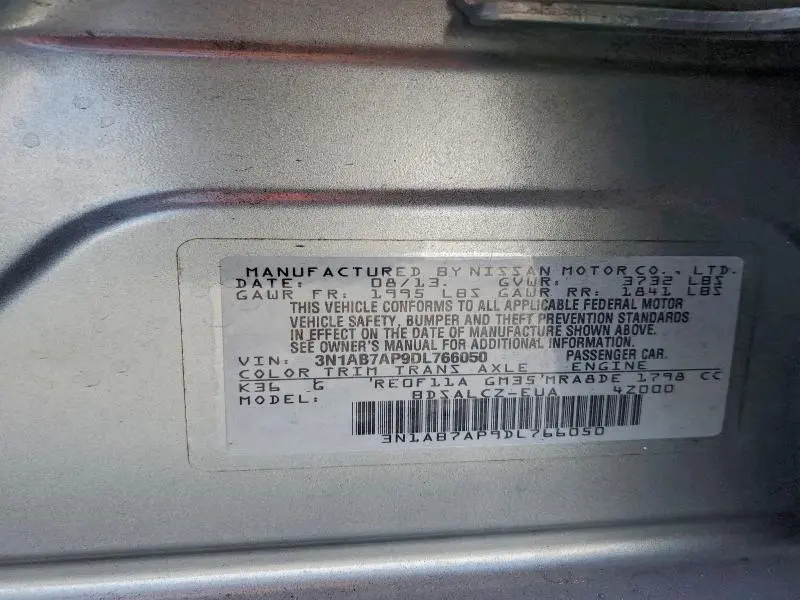 MANUFACTURED BY NISSAN MOTOR CO., LTD.
DATE: 08/13. GVWR: 3732 LBS
GAWR FR: 1995 LBS GAWR RR: 1841 LBS
THIS VEHICLE CONFORMS TO ALL APPLICABLE FEDERAL MOTOR
VEHICLE SAFETY, BUMPER AND THEFT PREVENTION STANDARDS
IN EFFECT ON THE DATE OF MANUFACTURE SHOWN ABOVE.
SEE OWNER'S MANUAL FOR ADDITIONAL INFORMATION.
VIN: 3N1AB7AP9DL766050 PASSENGER CAR.
COLOR TRIM TRANS AXLE ENGINE
K36 G 'RE0F11A GM35'MRA8DE 1798 CC
MODEL: BDSALCZ-EUA 4Z000
3N1AB7AP9DL766050